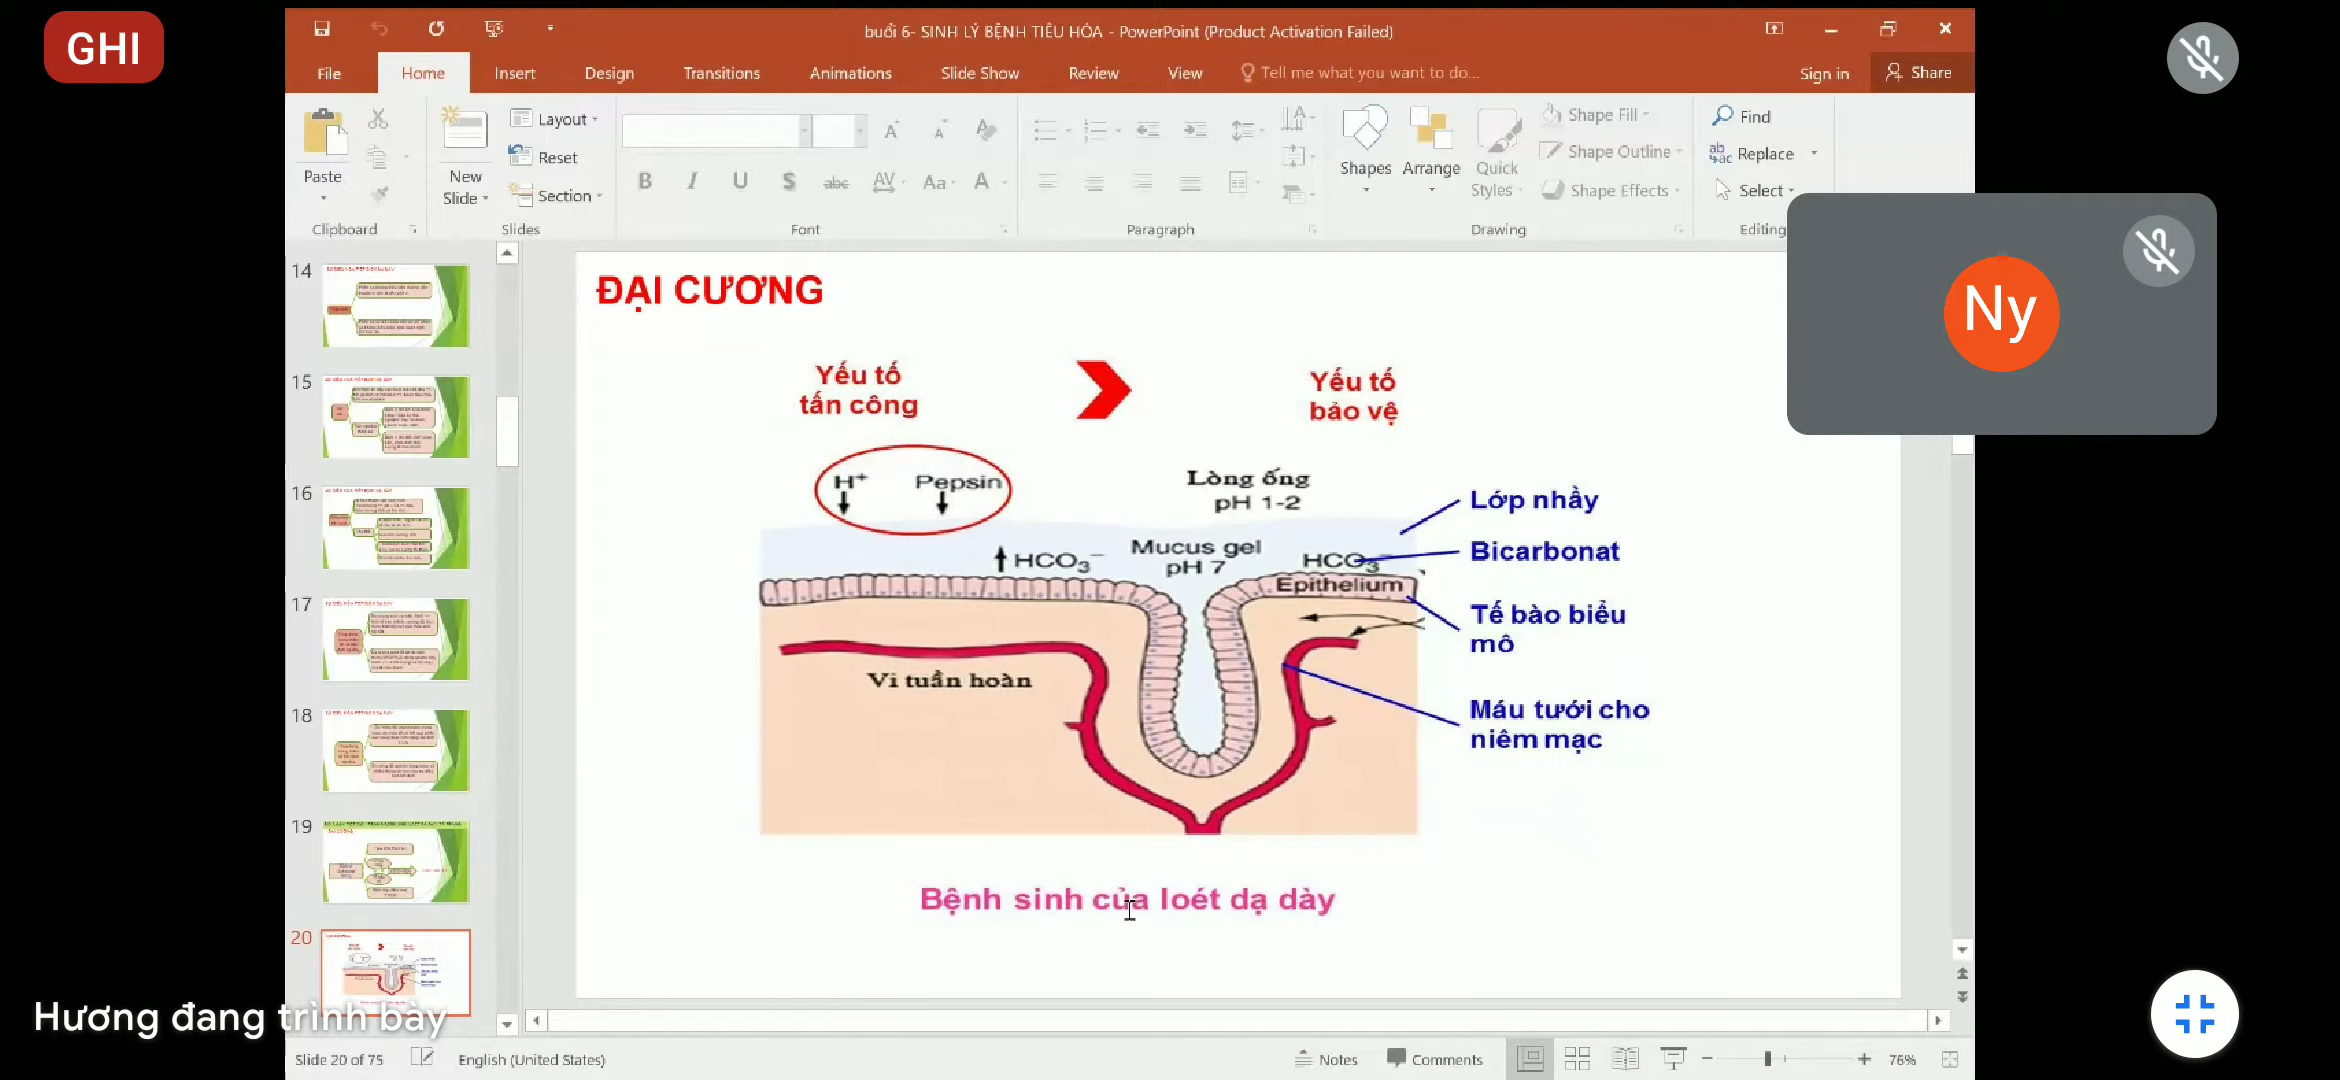 GHI
buổi 6- SINH LÝ BỆNH TIÊU HÓA - PowerPoint (Product Activation Failed)
File Home Insert Design Transitions Animations Slide Show Review View Tell me what you want to do... Sign in Share
Paste
Clipboard
New
Slide
Layout
Reset
Section
Slides
B I U S abc AV Aa A
Font
Paragraph
Shapes
Arrange
Quick
Styles
Shape Fill
Shape Outline
Shape Effects
Drawing
Find
Replace
Select
Editing
Ny
14
15
16
17
18
19
20
ĐẠI CƯƠNG
Yếu tố
tấn công
Yếu tố
bảo vệ
H⁺ Pepsin
Lòng ống
pH 1-2
Lớp nhầy
HCO₃⁻
Mucus gel
pH 7
HCO₃⁻
Bicarbonat
Epithelium
Tế bào biểu
mô
Vi tuần hoàn
Máu tưới cho
niêm mạc
Bệnh sinh của loét dạ dày
Hương đang trình bày
Slide 20 of 75 English (United States) Notes Comments 76%